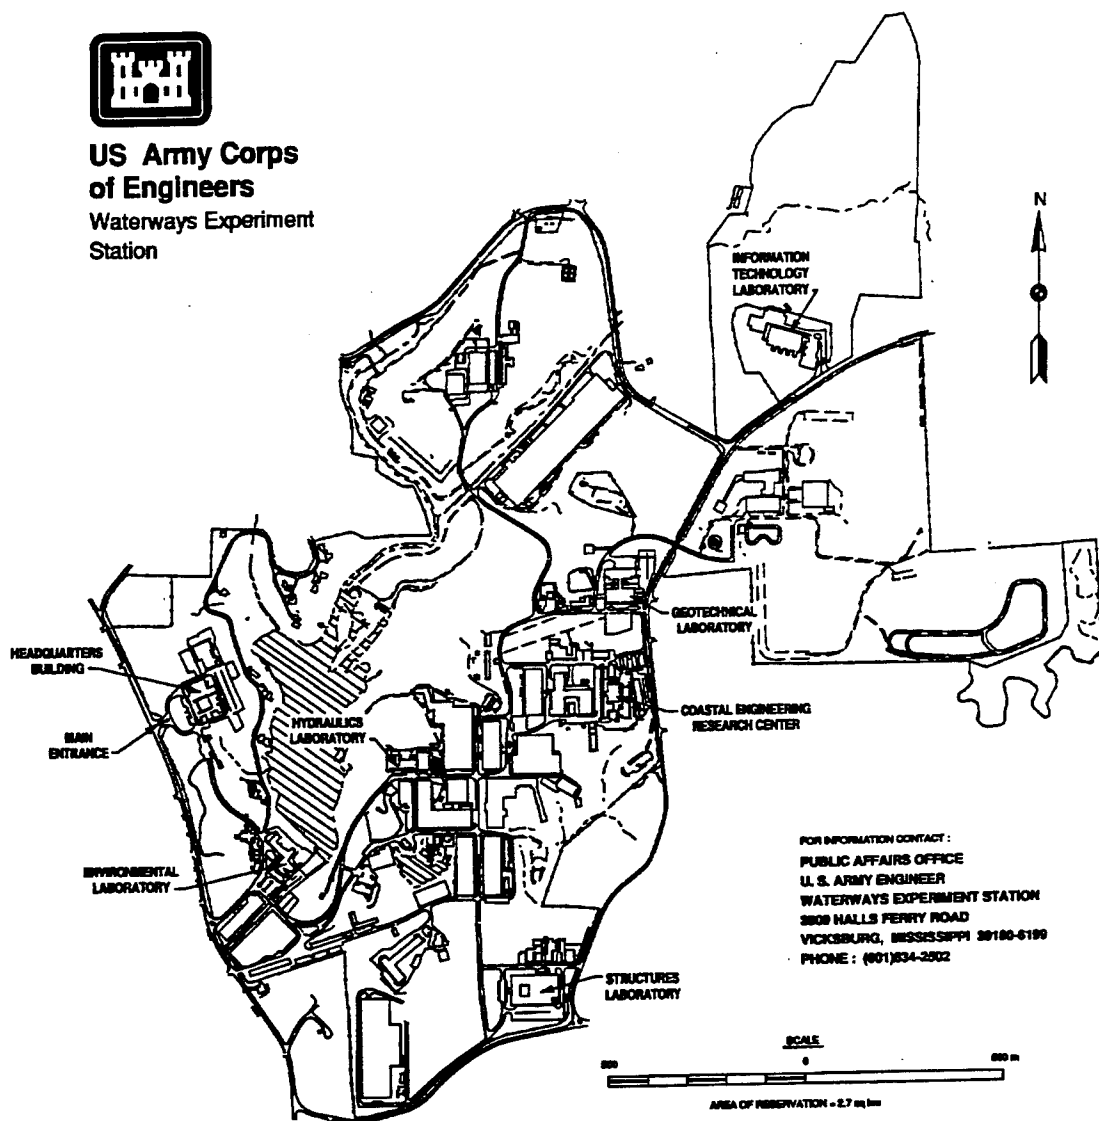 US Army Corps
of Engineers
Waterways Experiment
Station
N
INFORMATION
TECHNOLOGY
LABORATORY
GEOTECHNICAL
LABORATORY
HEADQUARTERS
BUILDING
MAIN
ENTRANCE
HYDRAULICS
LABORATORY
COASTAL ENGINEERING
RESEARCH CENTER
ENVIRONMENTAL
LABORATORY
STRUCTURES
LABORATORY
FOR INFORMATION CONTACT :
PUBLIC AFFAIRS OFFICE
U. S. ARMY ENGINEER
WATERWAYS EXPERIMENT STATION
3909 HALLS FERRY ROAD
VICKSBURG, MISSISSIPPI 39180-6199
PHONE : (601)634-2502
SCALE
500 0 500 m
AREA OF RESERVATION = 2.7 sq km